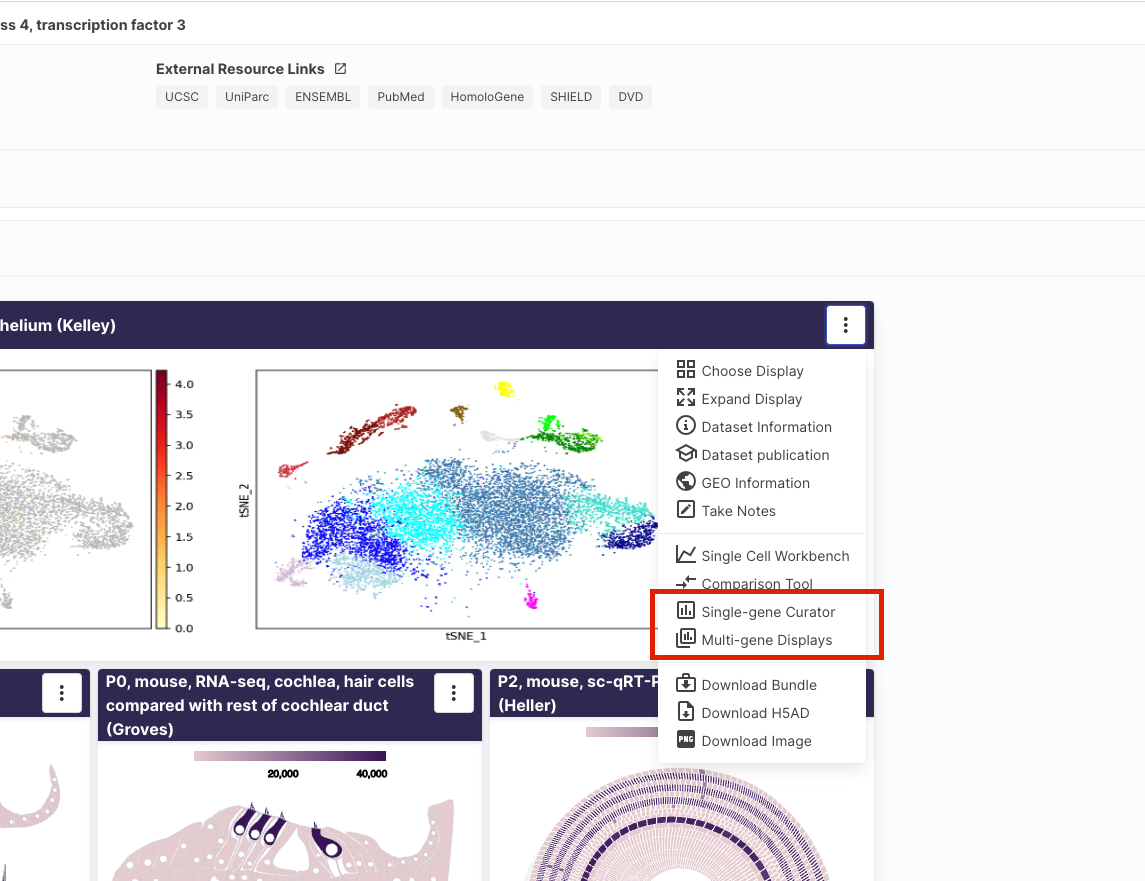 ss 4, transcription factor 3
External Resource Links
UCSC UniParc ENSEMBL PubMed HomoloGene SHIELD DVD
helium (Kelley)
4.0
3.5
3.0
2.5
2.0
1.5
1.0
0.5
0.0
tSNE_2
tSNE_1
Choose Display
Expand Display
Dataset Information
Dataset publication
GEO Information
Take Notes
Single Cell Workbench
Comparison Tool
Single-gene Curator
Multi-gene Displays
Download Bundle
Download H5AD
PNG Download Image
P0, mouse, RNA-seq, cochlea, hair cells
compared with rest of cochlear duct
(Groves)
20,000 40,000
P2, mouse, sc-qRT-P
(Heller)